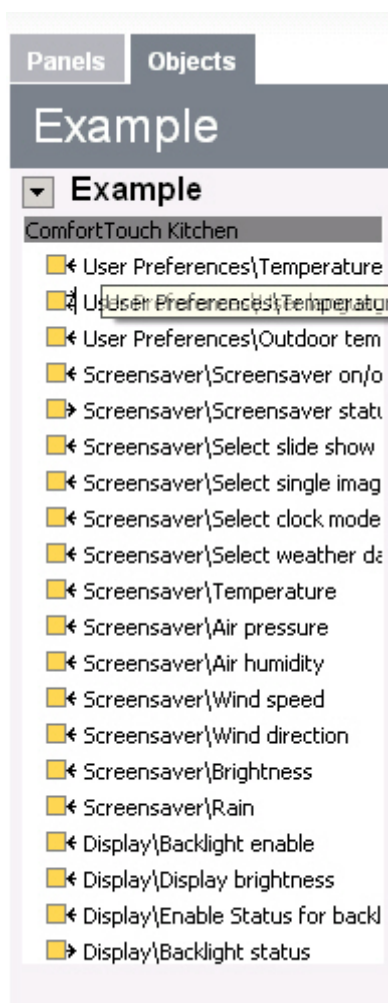 Panels Objects
Example
Example
ComfortTouch Kitchen
User Preferences\Temperature
User Preferences\Temperatur
User Preferences\Outdoor tem
Screensaver\Screensaver on/o
Screensaver\Screensaver statu
Screensaver\Select slide show
Screensaver\Select single imag
Screensaver\Select clock mode
Screensaver\Select weather da
Screensaver\Temperature
Screensaver\Air pressure
Screensaver\Air humidity
Screensaver\Wind speed
Screensaver\Wind direction
Screensaver\Brightness
Screensaver\Rain
Display\Backlight enable
Display\Display brightness
Display\Enable Status for backl
Display\Backlight status